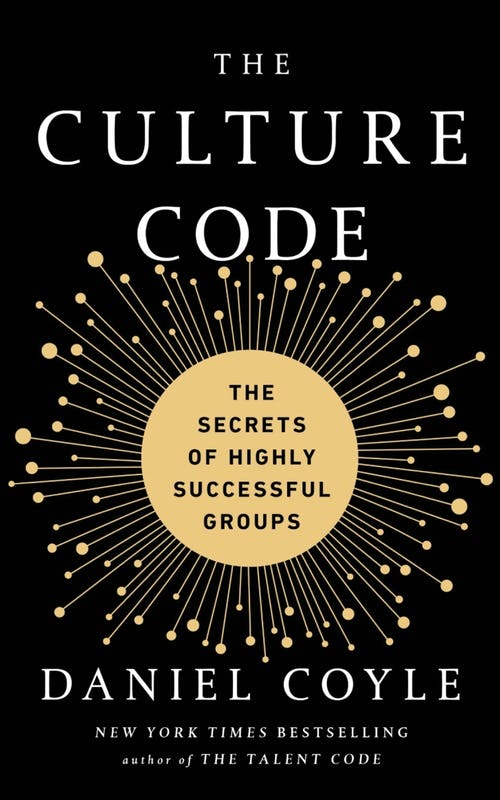 THE
CULTURE
CODE
THE
SECRETS
OF HIGHLY
SUCCESSFUL
GROUPS
DANIEL COYLE
NEW YORK TIMES BESTSELLING
author of THE TALENT CODE